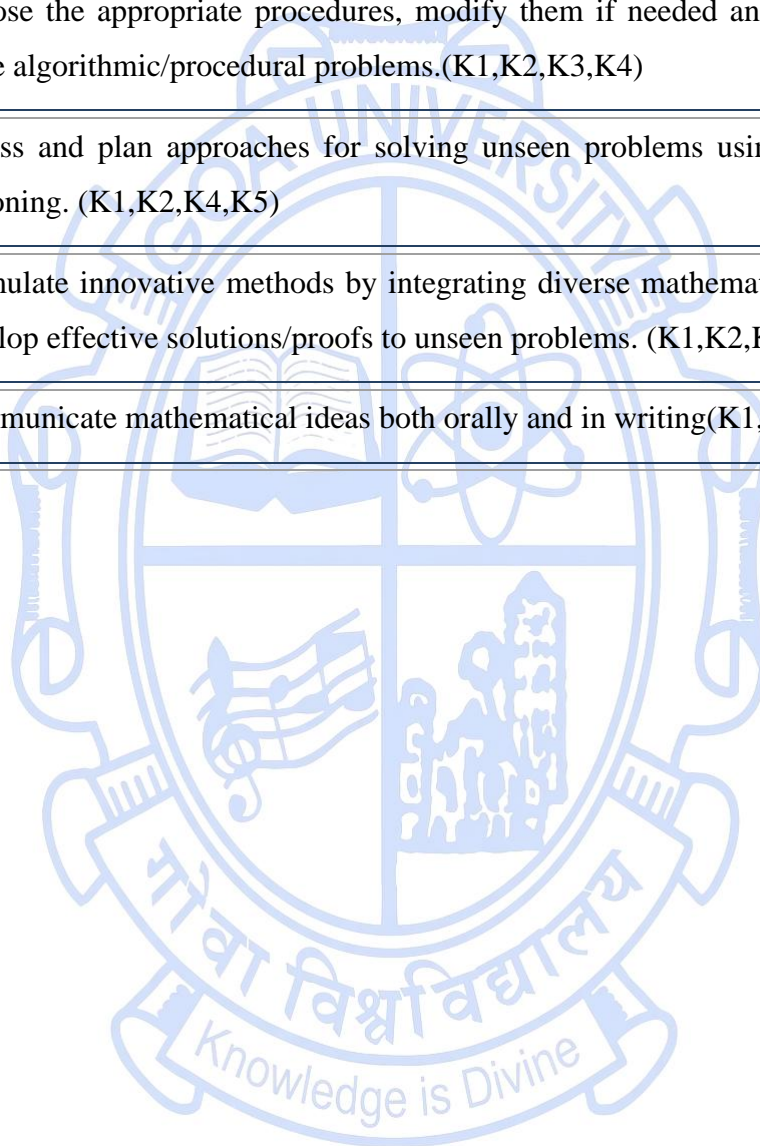 ose the appropriate procedures, modify them if needed an
e algorithmic/procedural problems.(K1,K2,K3,K4)
ss and plan approaches for solving unseen problems usin
oning. (K1,K2,K4,K5)
nulate innovative methods by integrating diverse mathemat
lop effective solutions/proofs to unseen problems. (K1,K2,K
municate mathematical ideas both orally and in writing(K1,
GOA UNIVERSITY
गोंवा विश्वविद्यालय
Knowledge is Divine